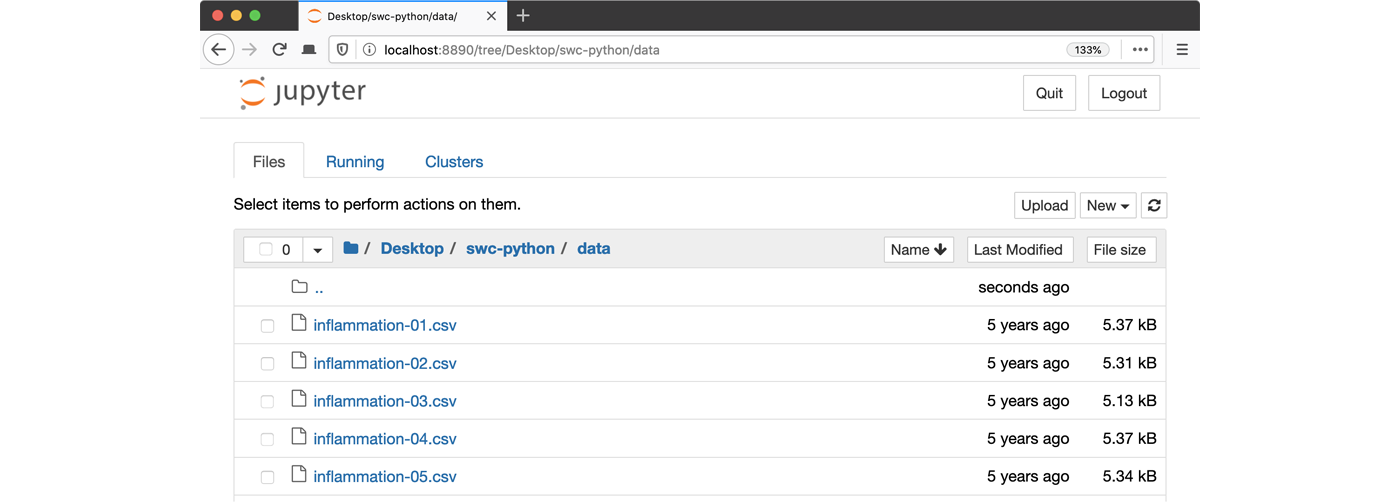 Desktop/swc-python/data/
localhost:8890/tree/Desktop/swc-python/data 133%
jupyter Quit Logout
Files Running Clusters
Select items to perform actions on them. Upload New
0 / Desktop / swc-python / data Name Last Modified File size
.. seconds ago
inflammation-01.csv 5 years ago 5.37 kB
inflammation-02.csv 5 years ago 5.31 kB
inflammation-03.csv 5 years ago 5.13 kB
inflammation-04.csv 5 years ago 5.37 kB
inflammation-05.csv 5 years ago 5.34 kB